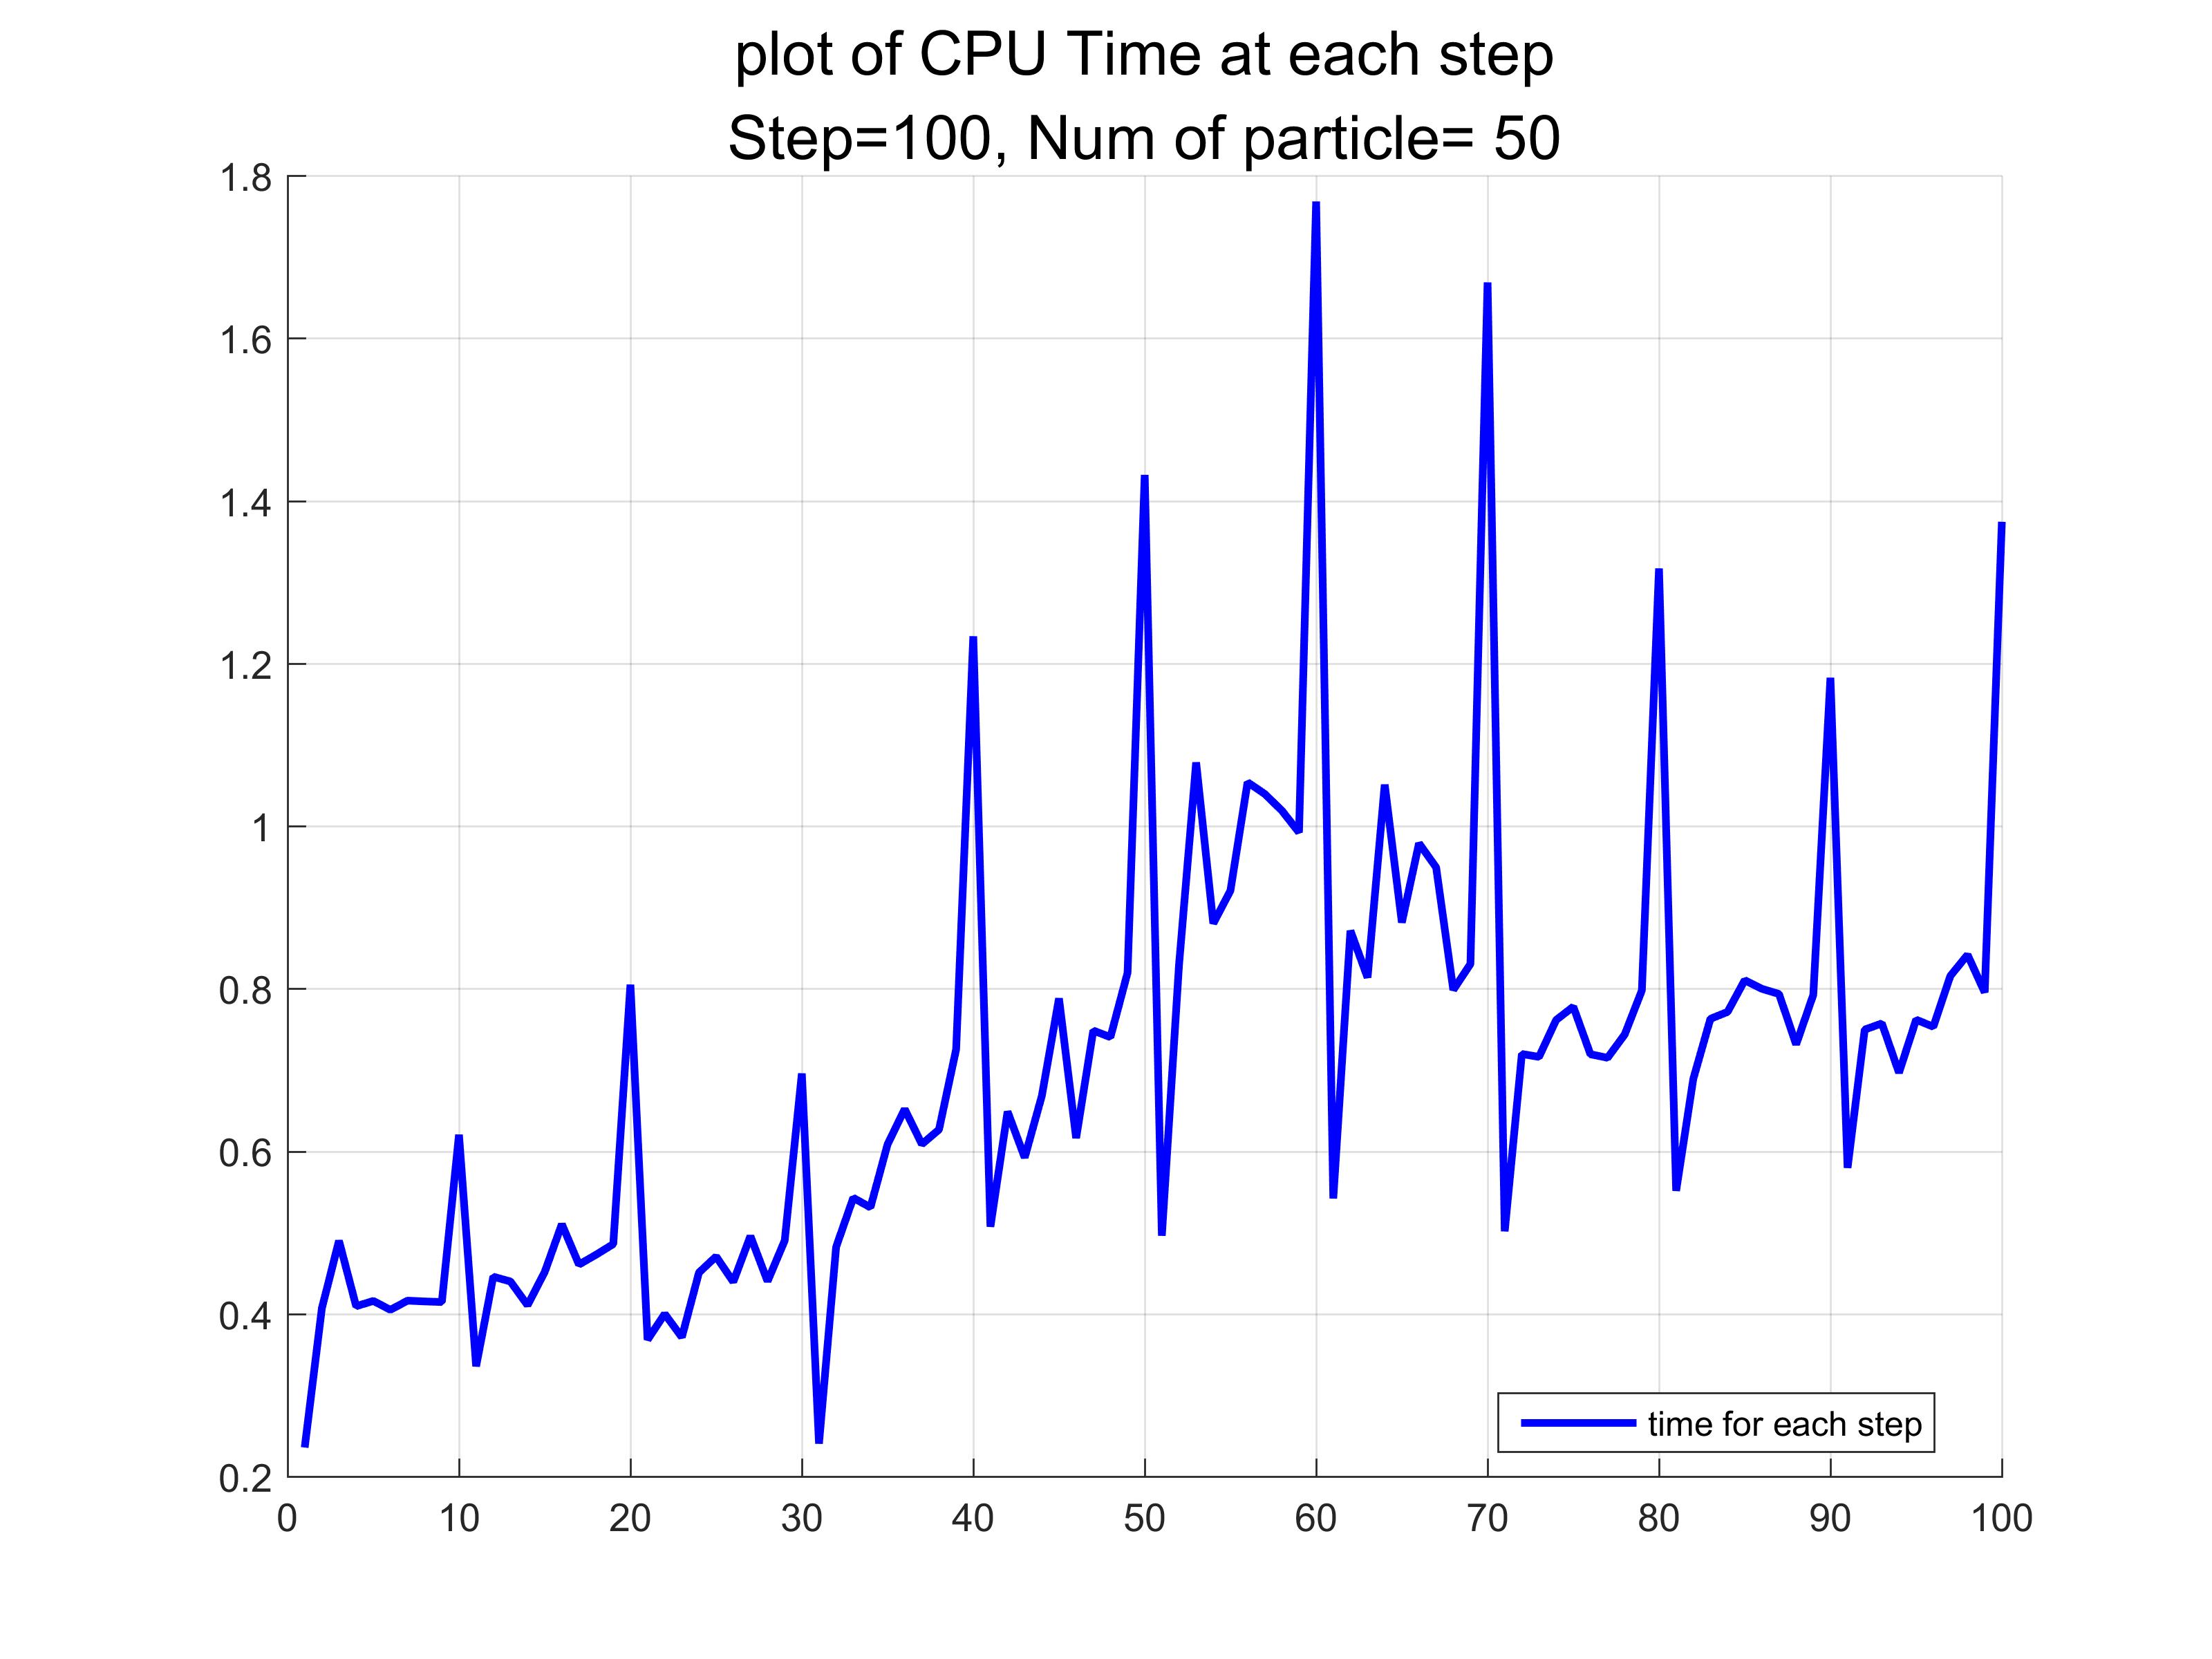 plot of CPU Time at each step
Step=100, Num of particle= 50
1.8
1.6
1.4
1.2
1
0.8
0.6
0.4
0.2
time for each step
0 10 20 30 40 50 60 70 80 90 100